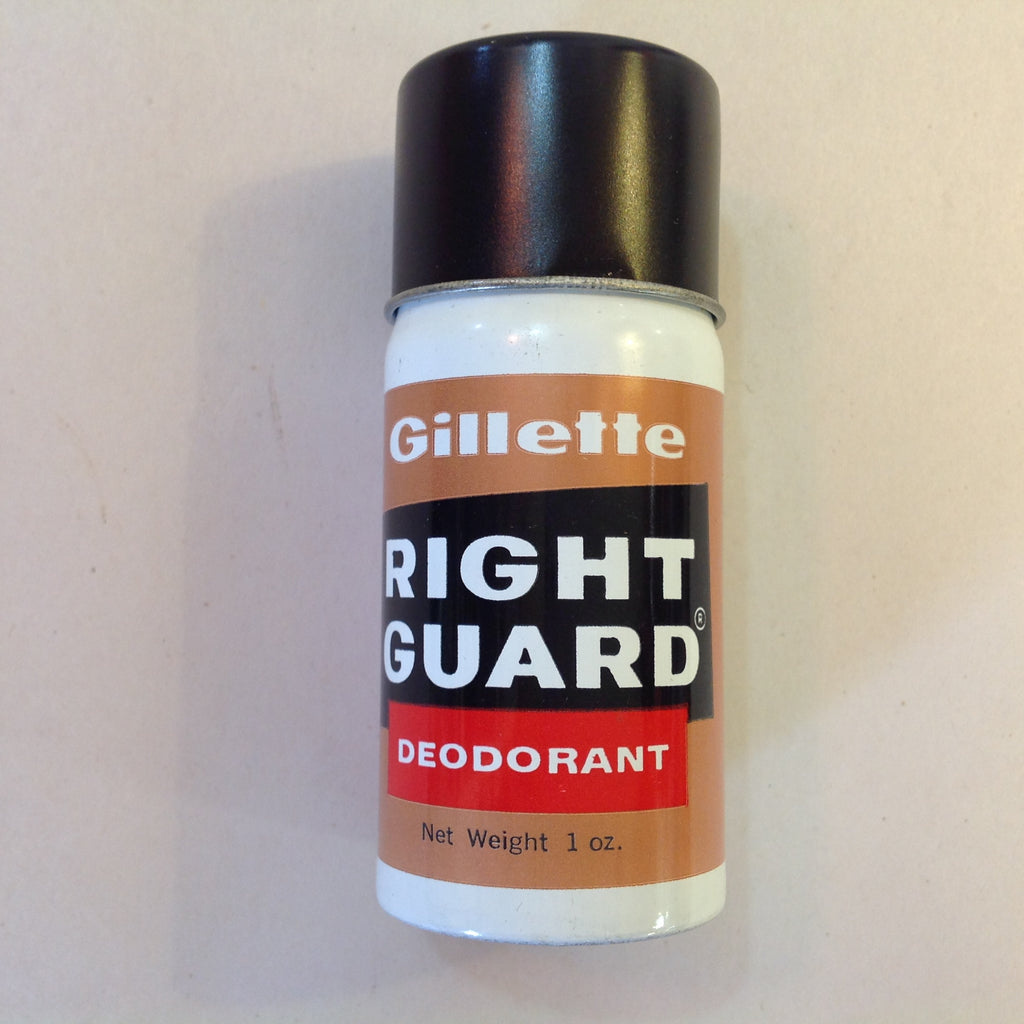 Gillette
RIGHT
GUARD®
DEODORANT
Net Weight 1 oz.